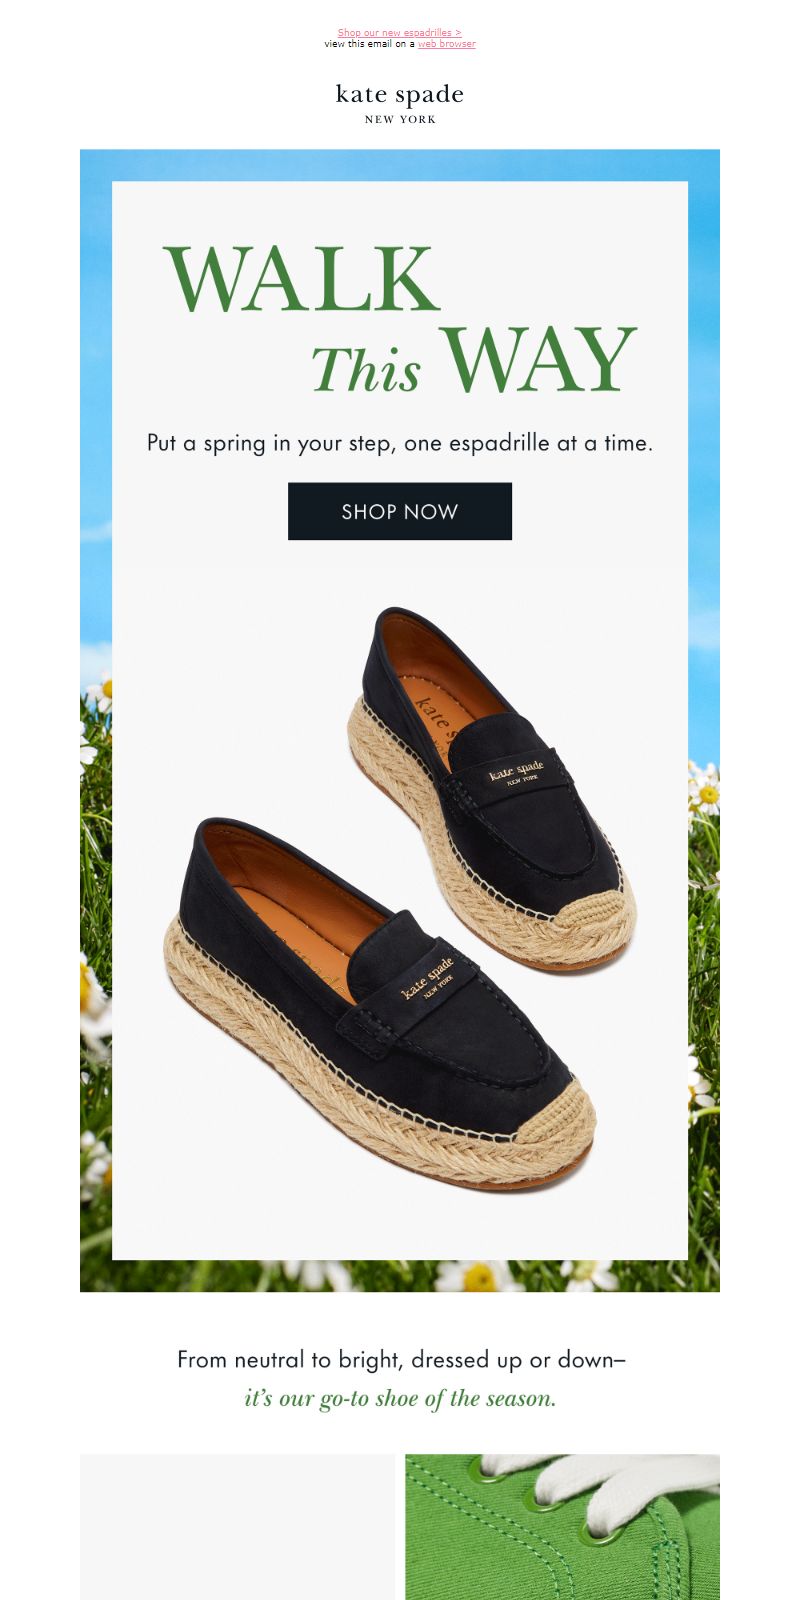 Shop our new espadrilles >
view this email on a web browser
kate spade
NEW YORK
WALK
This WAY
Put a spring in your step, one espadrille at a time.
SHOP NOW
kate spade
NEW YORK
kate spade
NEW YORK
From neutral to bright, dressed up or down–
it’s our go-to shoe of the season.